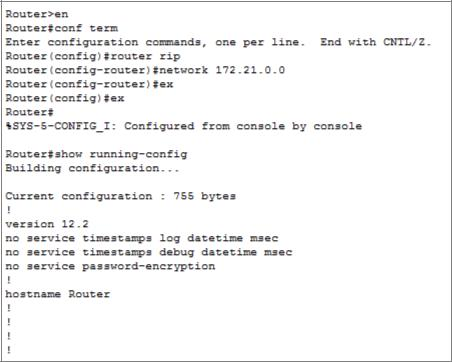 Router>en
Router#conf term
Enter configuration commands, one per line.  End with CNTL/Z.
Router(config)#router rip
Router(config-router)#network 172.21.0.0
Router(config-router)#ex
Router(config)#ex
Router#
%SYS-5-CONFIG_I: Configured from console by console

Router#show running-config
Building configuration...

Current configuration : 755 bytes
!
version 12.2
no service timestamps log datetime msec
no service timestamps debug datetime msec
no service password-encryption
!
hostname Router
!
!
!
!